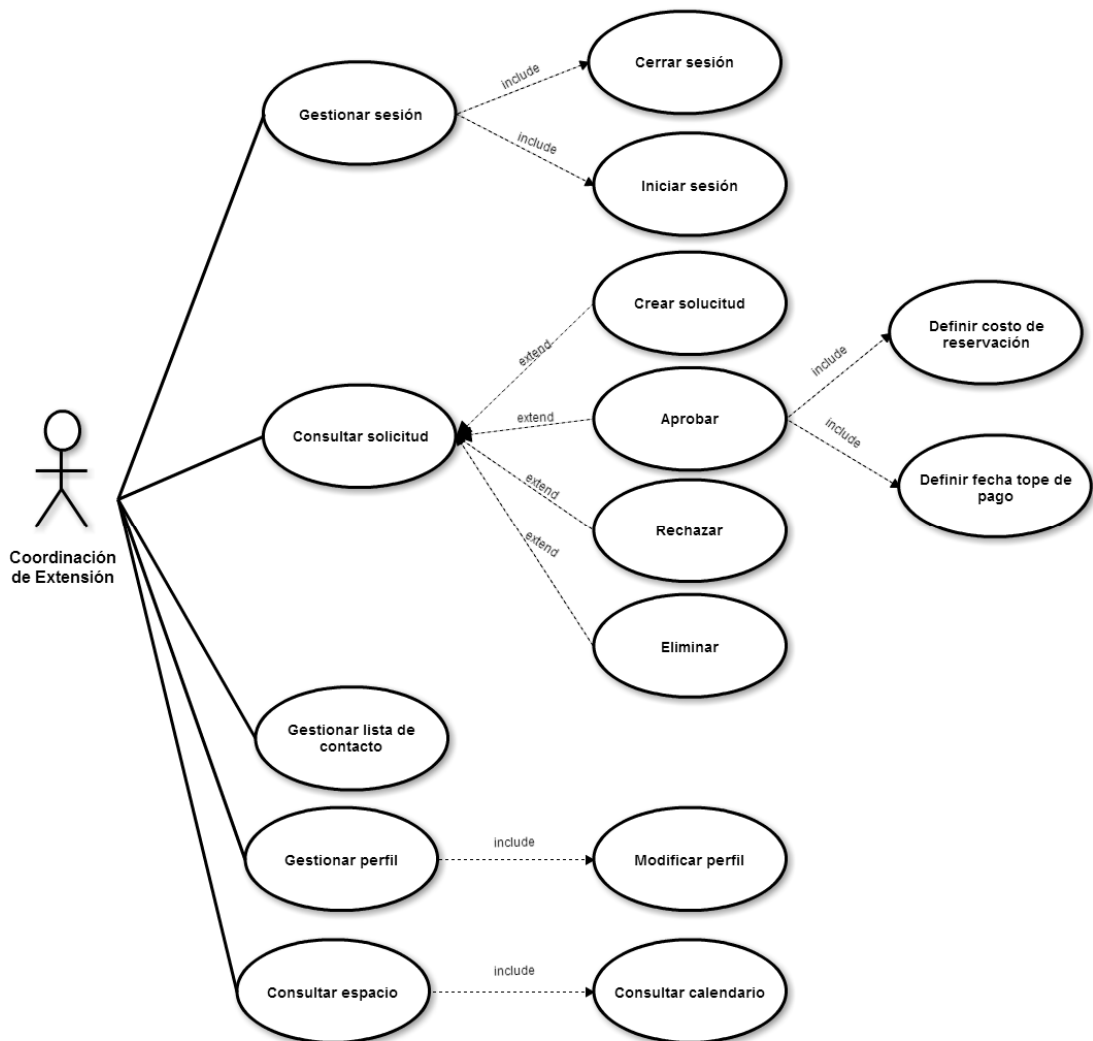 Cerrar sesión
include
Gestionar sesión
include
Iniciar sesión
Crear solucitud
Definir costo de
reservación
extend
include
Consultar solicitud
extend
Aprobar
include
Definir fecha tope de
pago
extend
Rechazar
extend
Eliminar
Coordinación
de Extensión
Gestionar lista de
contacto
Gestionar perfil
include
Modificar perfil
Consultar espacio
include
Consultar calendario